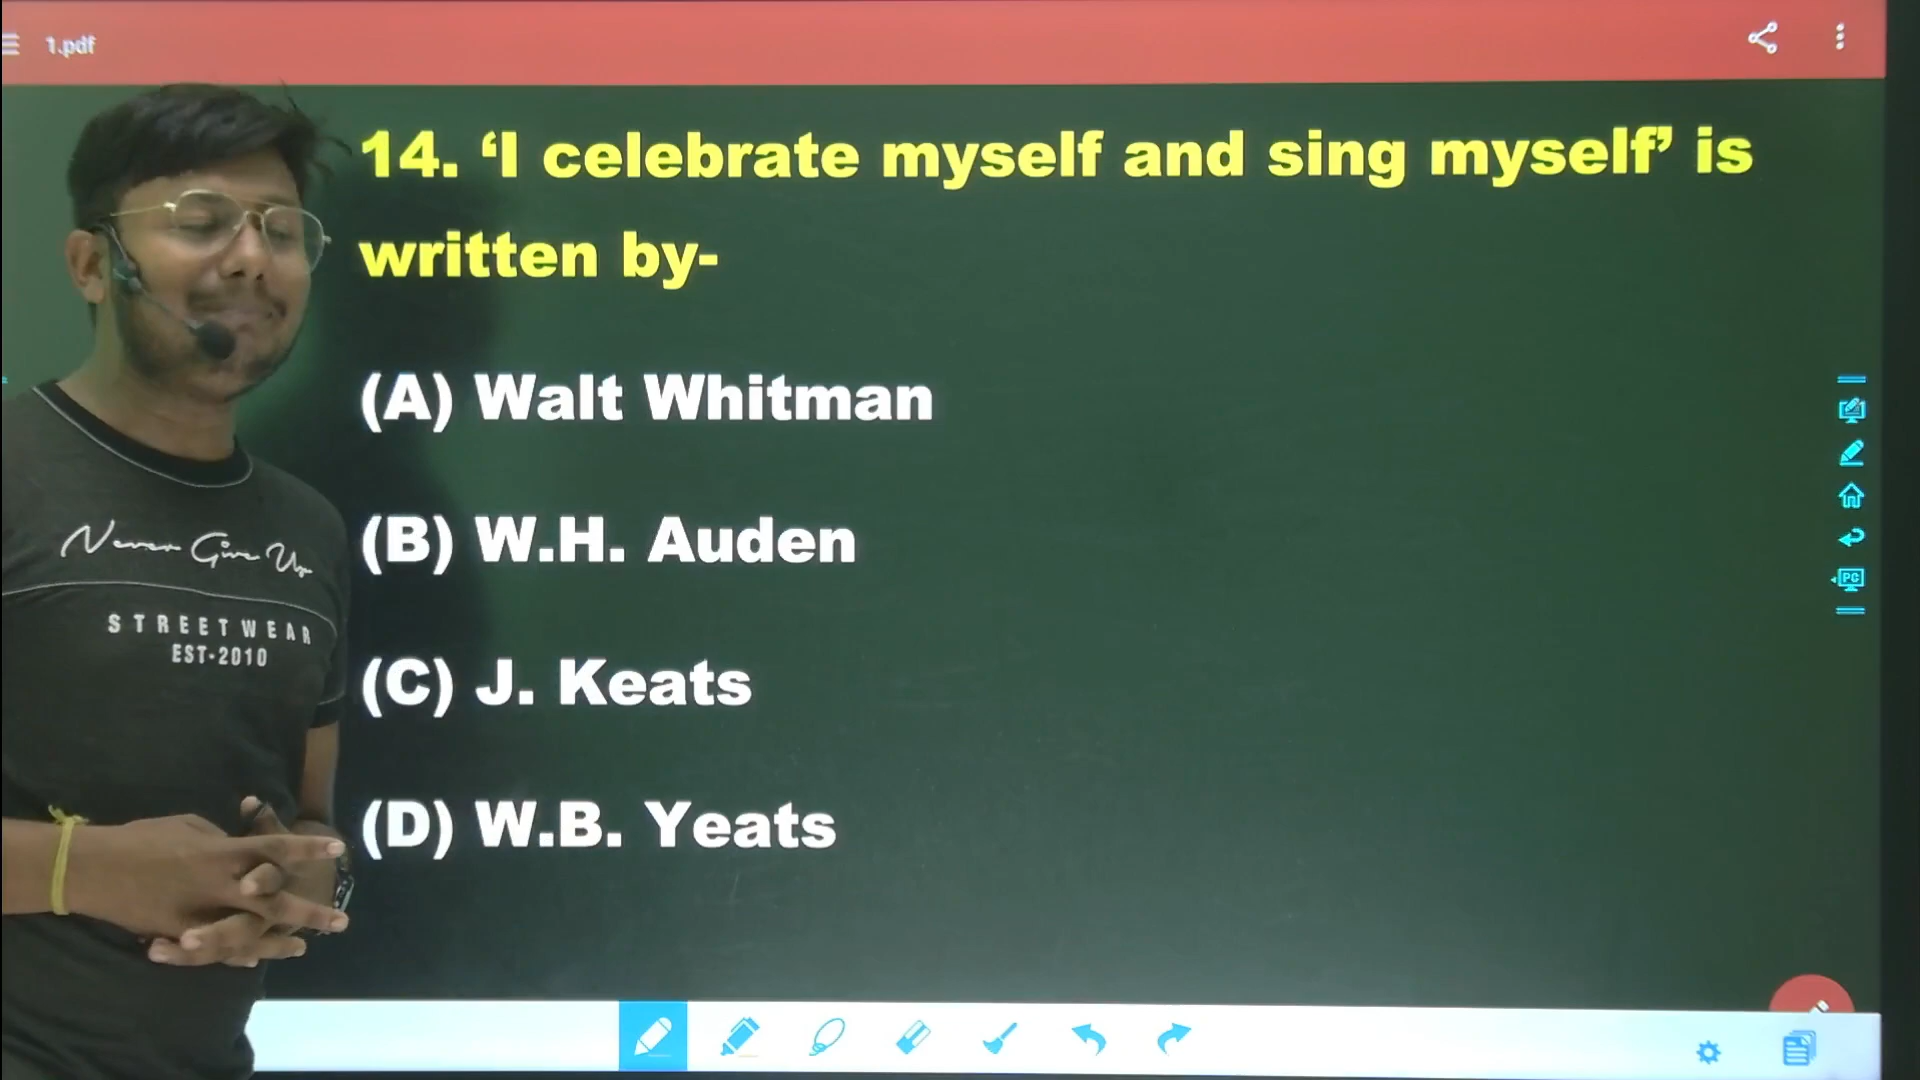 1.pdf
14. ‘I celebrate myself and sing myself’ is
written by-
(A) Walt Whitman
(B) W.H. Auden
(C) J. Keats
(D) W.B. Yeats
Never Give Up
STREETWEAR
EST-2010
PC